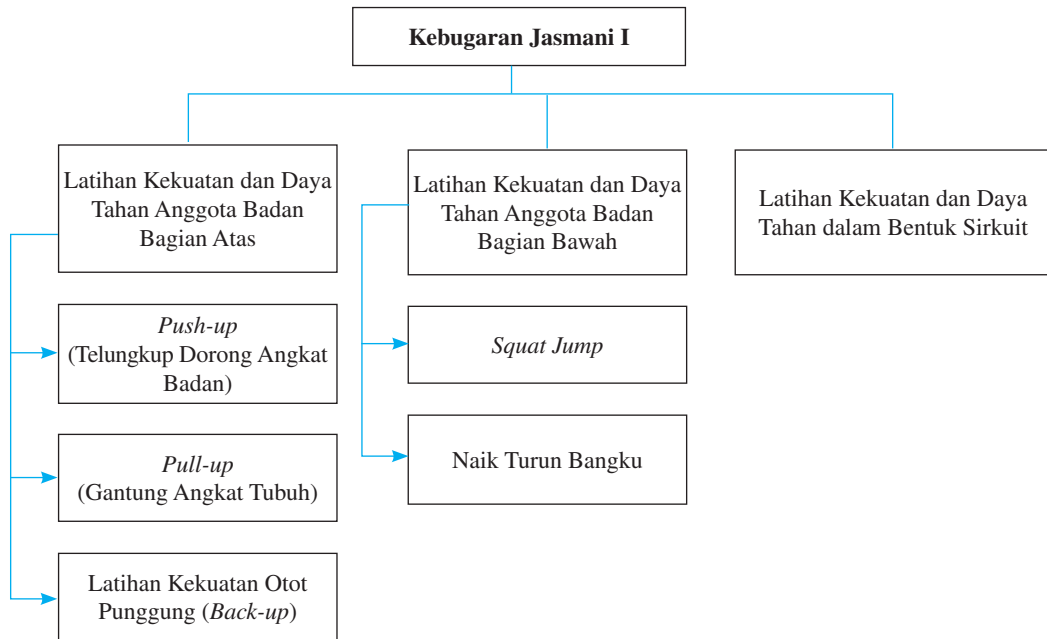 Kebugaran Jasmani I
Latihan Kekuatan dan Daya
Tahan Anggota Badan
Bagian Atas
Push-up
(Telungkup Dorong Angkat
Badan)
Pull-up
(Gantung Angkat Tubuh)
Latihan Kekuatan Otot
Punggung (Back-up)
Latihan Kekuatan dan Daya
Tahan Anggota Badan
Bagian Bawah
Squat Jump
Naik Turun Bangku
Latihan Kekuatan dan Daya
Tahan dalam Bentuk Sirkuit